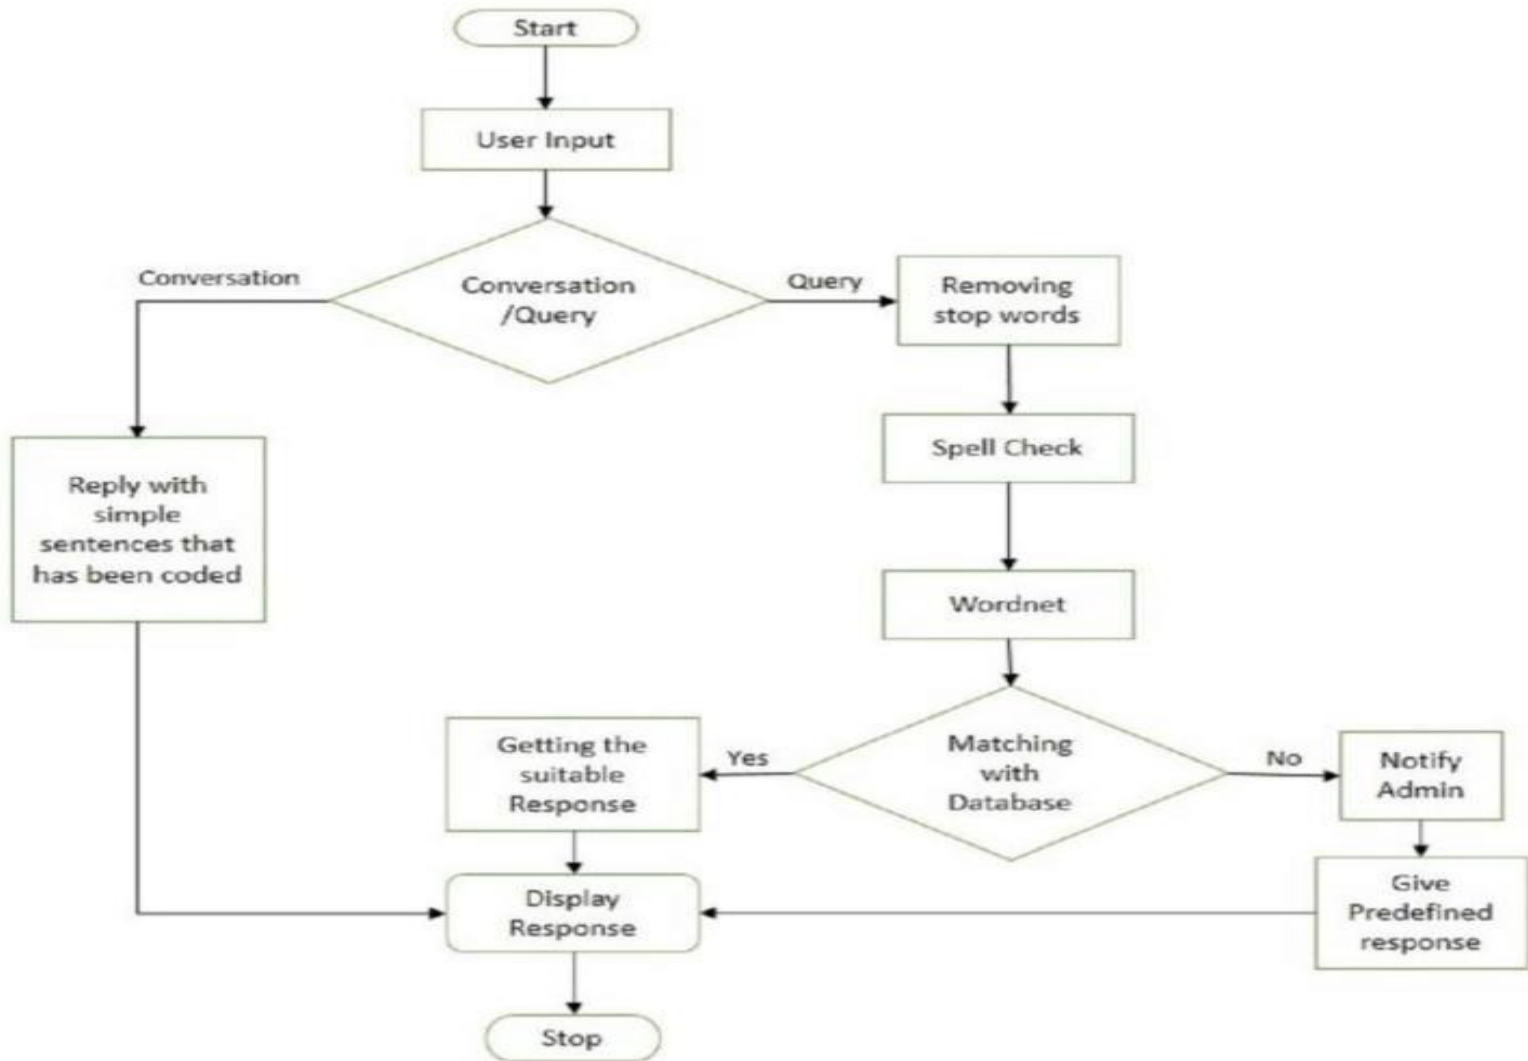 Start
User Input
Conversation
Conversation
/Query
Query
Removing
stop words
Spell Check
Reply with
simple
sentences that
has been coded
Wordnet
Getting the
suitable
Response
Yes
Matching
with
Database
No
Notify
Admin
Display
Response
Give
Predefined
response
Stop